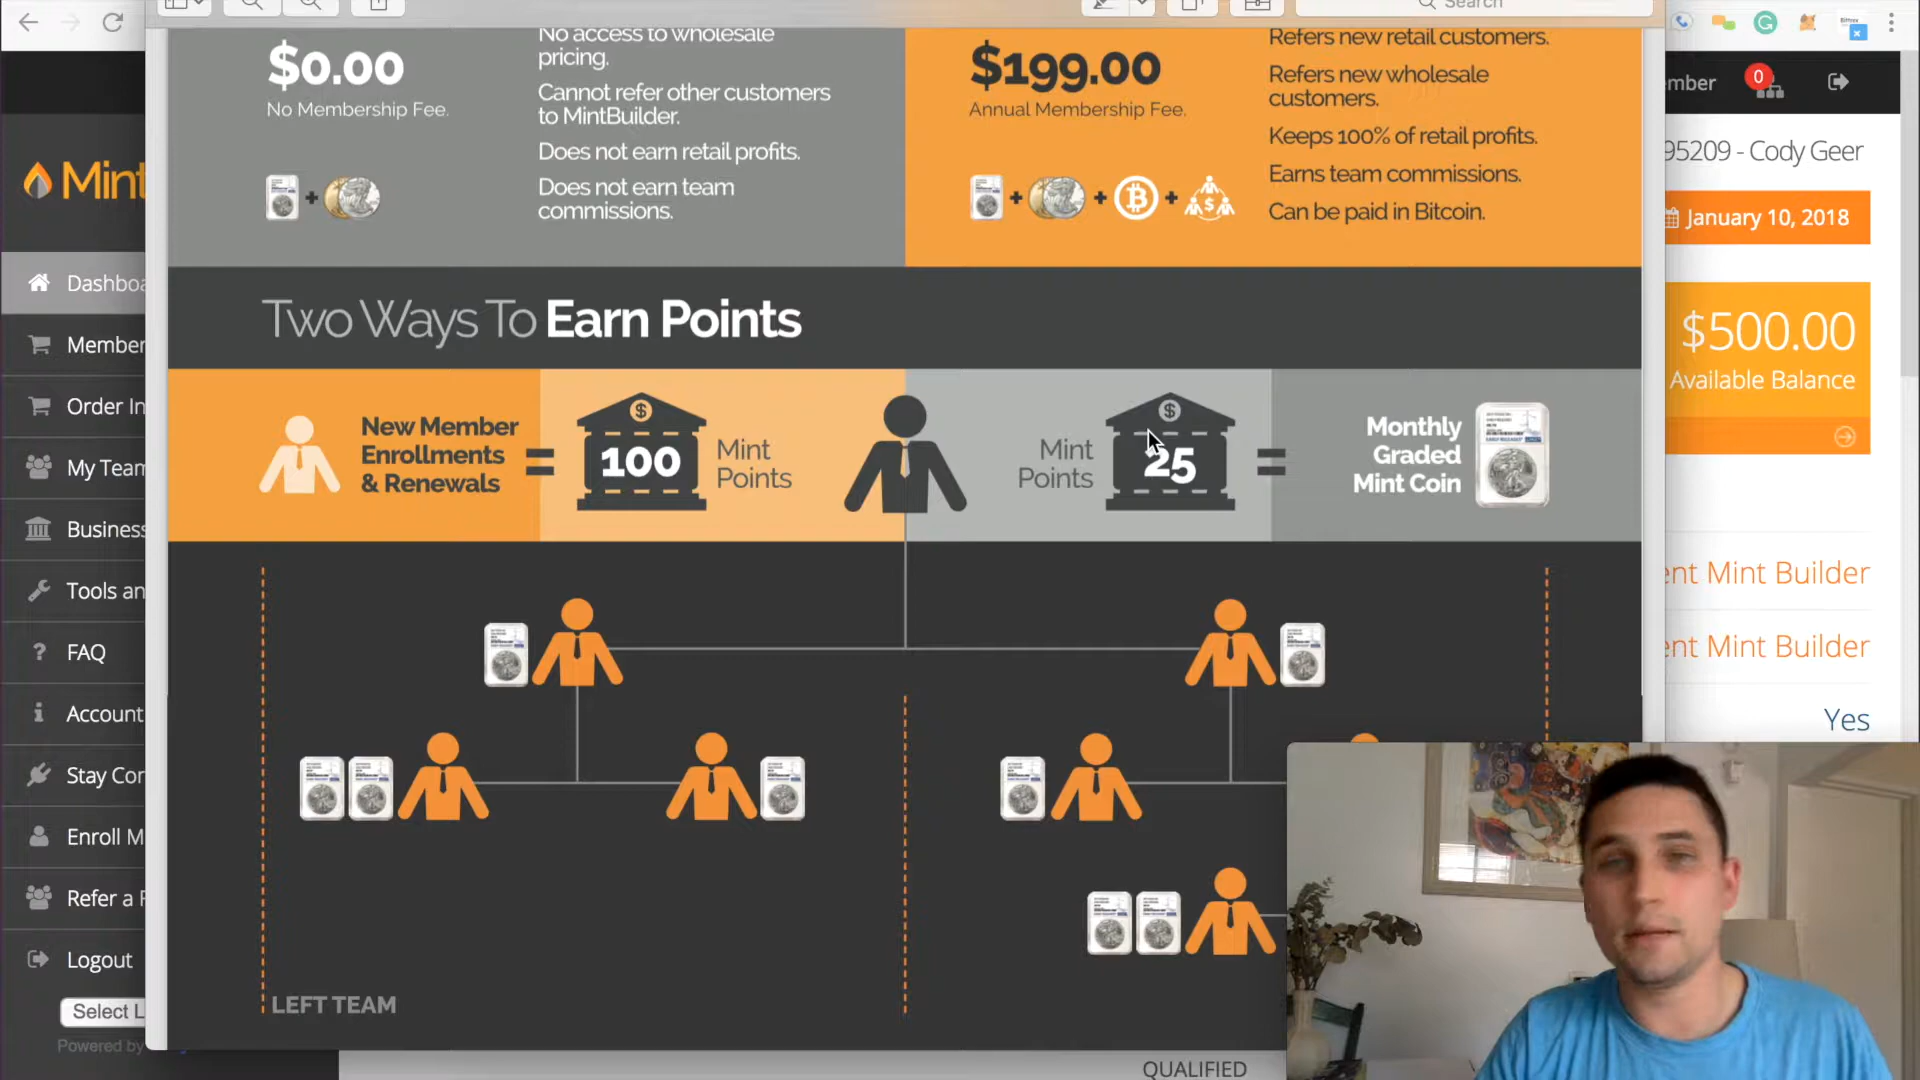 Search
$0.00
No Membership Fee.
No access to wholesale
pricing.
Cannot refer other customers
to MintBuilder.
Does not earn retail profits.
Does not earn team
commissions.
$199.00
Annual Membership Fee.
Refers new retail customers.
Refers new wholesale
customers.
Keeps 100% of retail profits.
Earns team commissions.
Can be paid in Bitcoin.
Two Ways To Earn Points
New Member
Enrollments
& Renewals
=
100
Mint
Points
Mint
Points
25
=
Monthly
Graded
Mint Coin
LEFT TEAM
Mint
Dashboa
Member
Order In
My Team
Business
Tools an
FAQ
Account
Stay Con
Enroll M
Refer a F
Logout
Select L
Powered by
mber
0
95209 - Cody Geer
January 10, 2018
$500.00
Available Balance
ent Mint Builder
ent Mint Builder
Yes
QUALIFIED